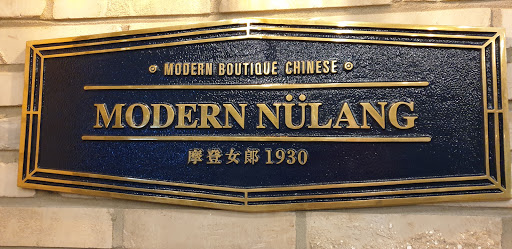 MODERN BOUTIQUE CHINESE
MODERN NÜLANG
摩登女郎 1930